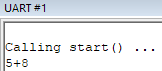 UART #1
Calling start() ...
5+8